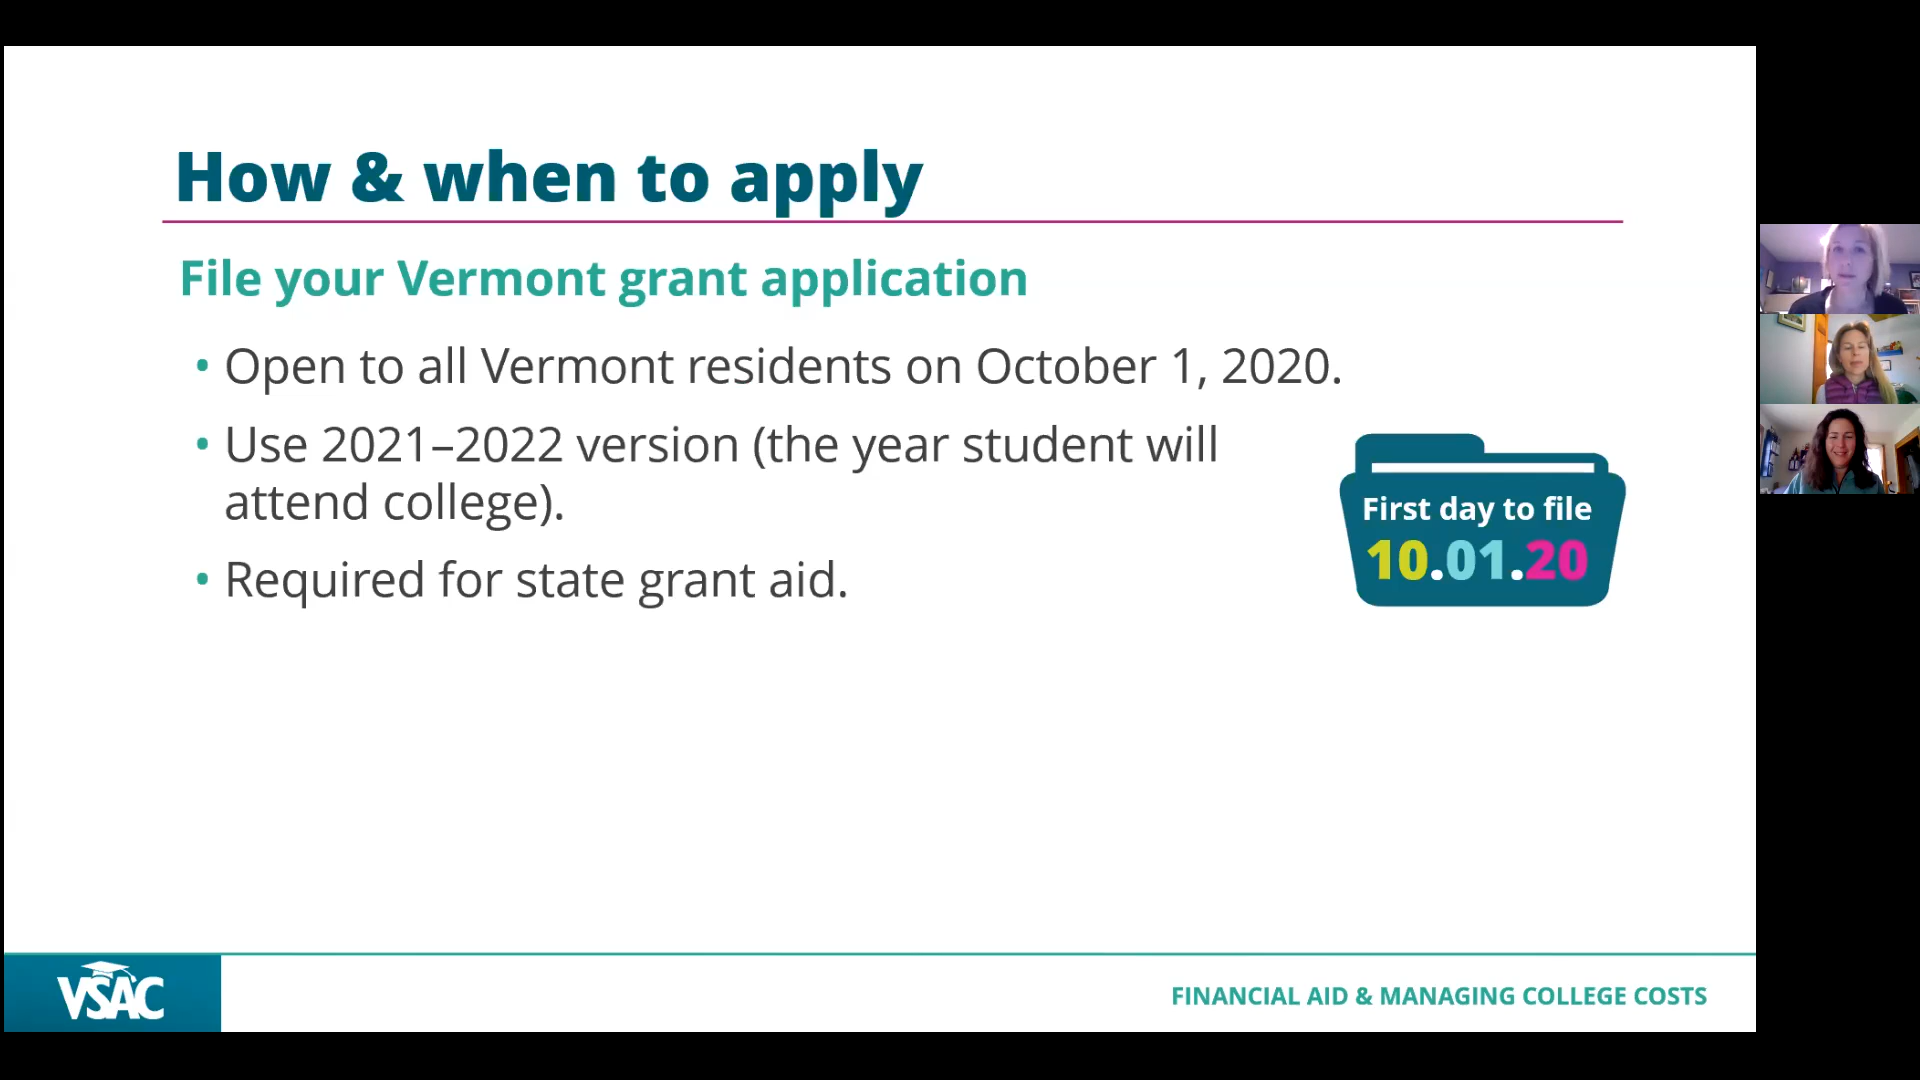 How & when to apply
File your Vermont grant application
• Open to all Vermont residents on October 1, 2020.
• Use 2021–2022 version (the year student will
attend college).
• Required for state grant aid.
First day to file
10.01.20
VSAC
FINANCIAL AID & MANAGING COLLEGE COSTS